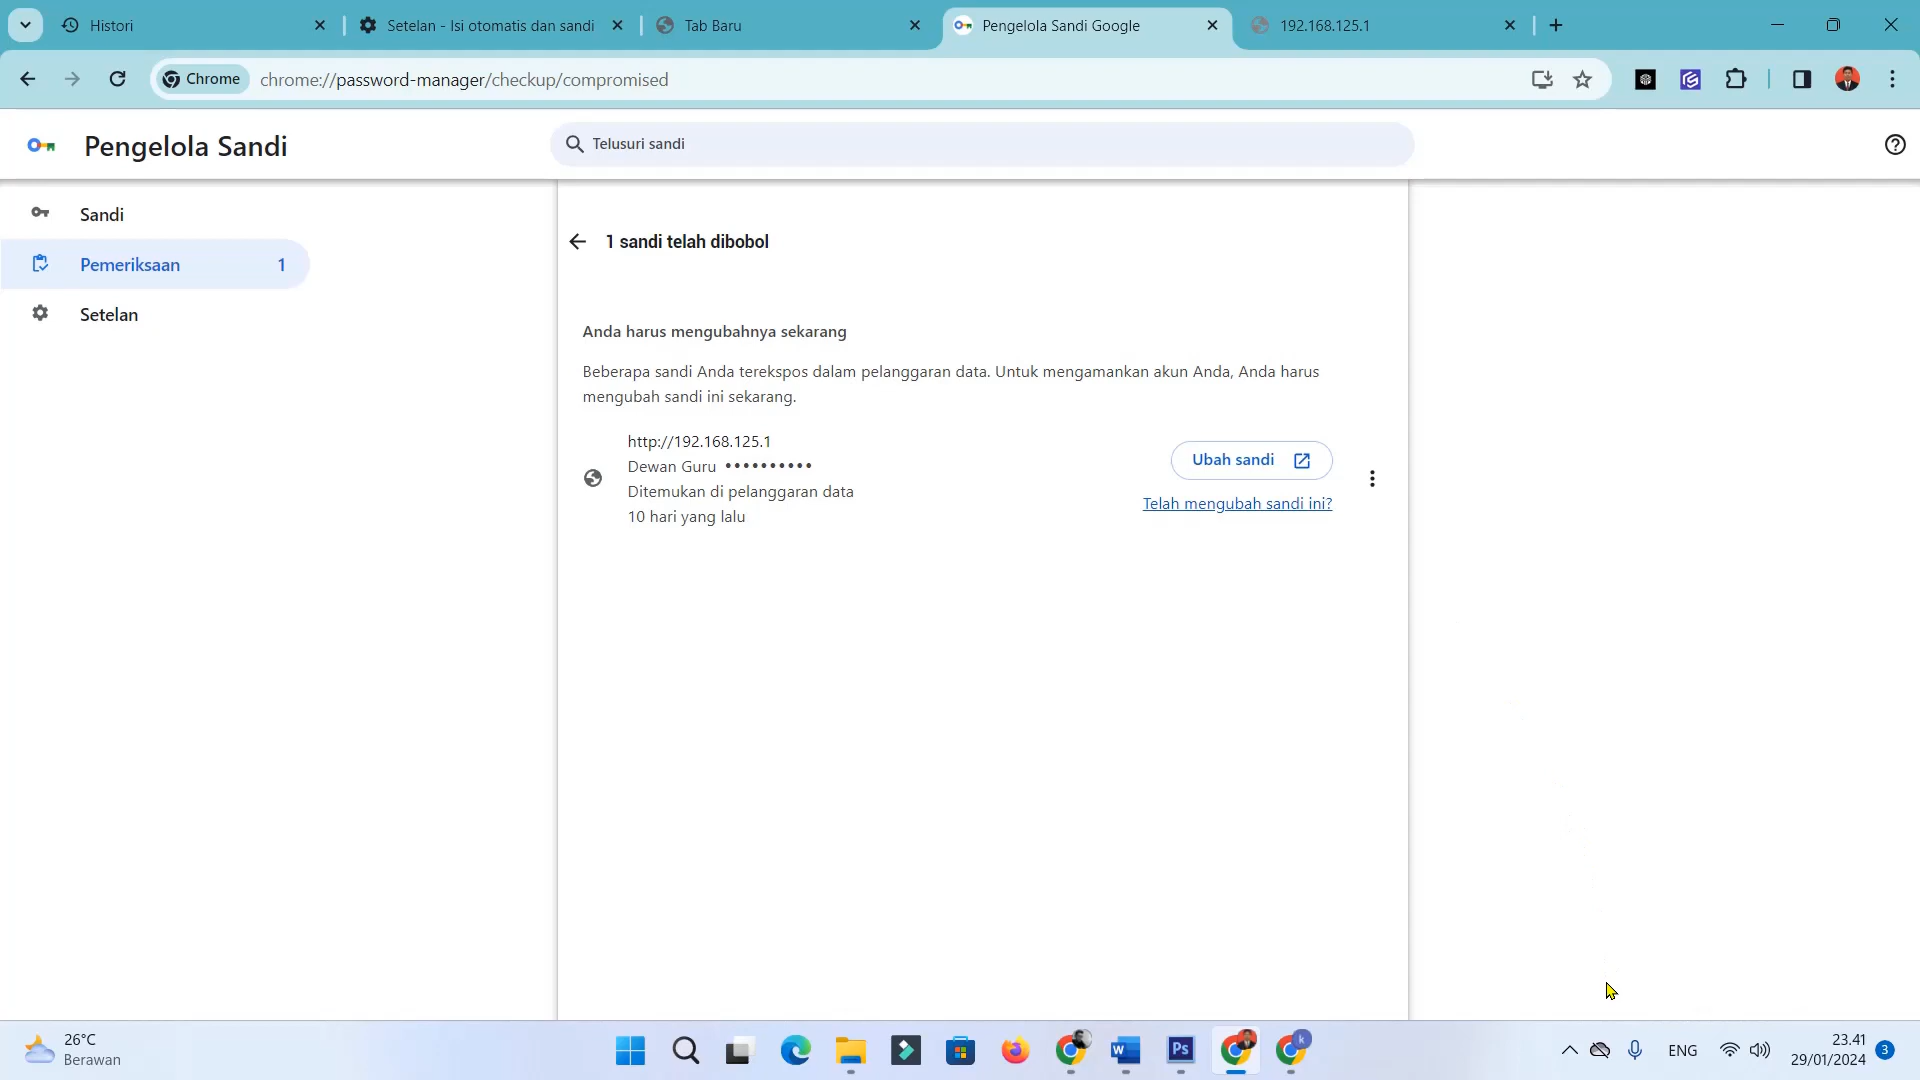 Histori
Setelan - Isi otomatis dan sandi
Tab Baru
Pengelola Sandi Google
192.168.125.1
Chrome
chrome://password-manager/checkup/compromised
Pengelola Sandi
Telusuri sandi
Sandi
Pemeriksaan 1
Setelan
1 sandi telah dibobol
Anda harus mengubahnya sekarang
Beberapa sandi Anda terekspos dalam pelanggaran data. Untuk mengamankan akun Anda, Anda harus
mengubah sandi ini sekarang.
http://192.168.125.1
Dewan Guru ••••••••••
Ditemukan di pelanggaran data
10 hari yang lalu
Ubah sandi
Telah mengubah sandi ini?
26°C
Berawan
W
Ps
k
ENG
23.41
29/01/2024
3